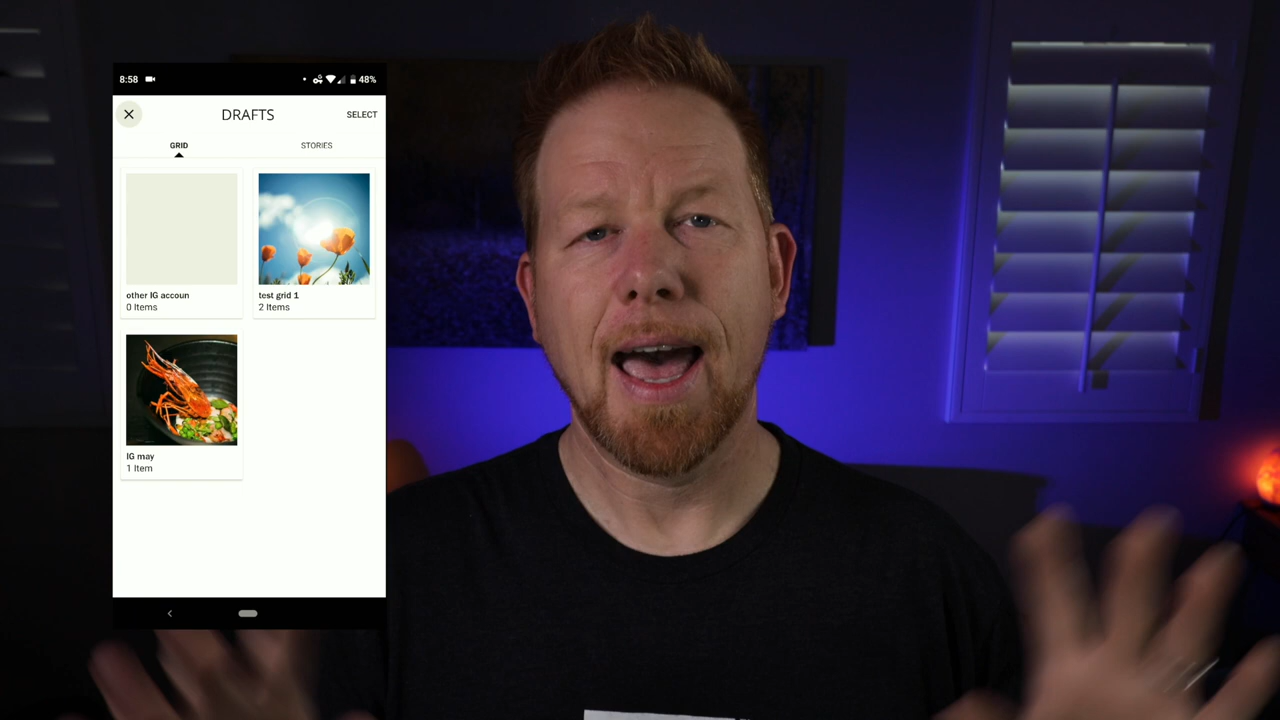 8:58
48%
DRAFTS
SELECT
GRID
STORIES
other IG accoun
0 Items
test grid 1
2 Items
IG may
1 Item